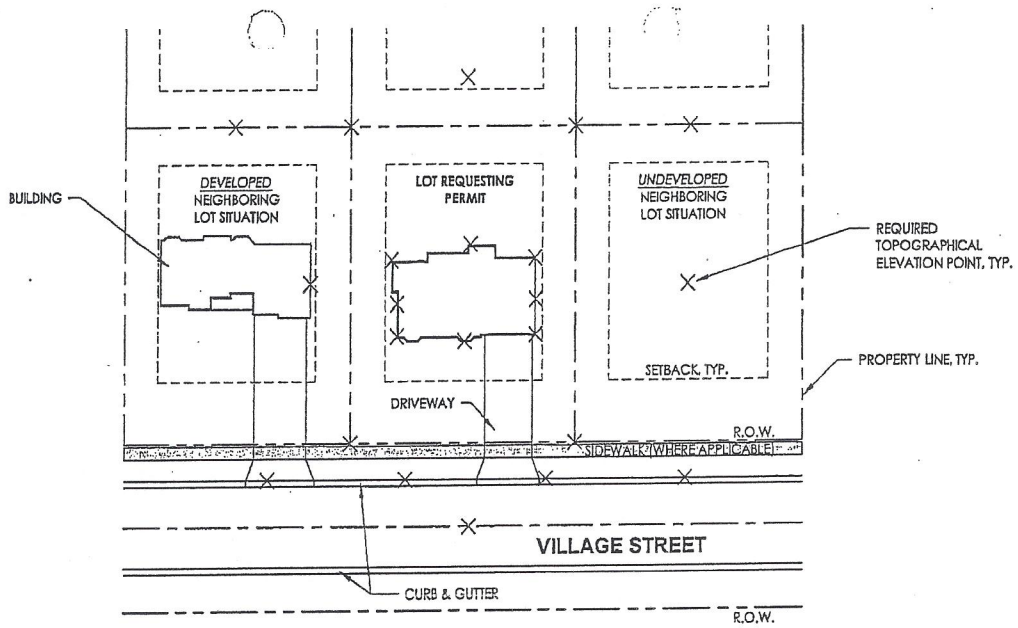 DEVELOPED
NEIGHBORING
LOT SITUATION
LOT REQUESTING
PERMIT
UNDEVELOPED
NEIGHBORING
LOT SITUATION
BUILDING
REQUIRED
TOPOGRAPHICAL
ELEVATION POINT, TYP.
SETBACK, TYP.
PROPERTY LINE, TYP.
DRIVEWAY
R.O.W.
SIDEWALK (WHERE APPLICABLE)
VILLAGE STREET
CURB & GUTTER
R.O.W.